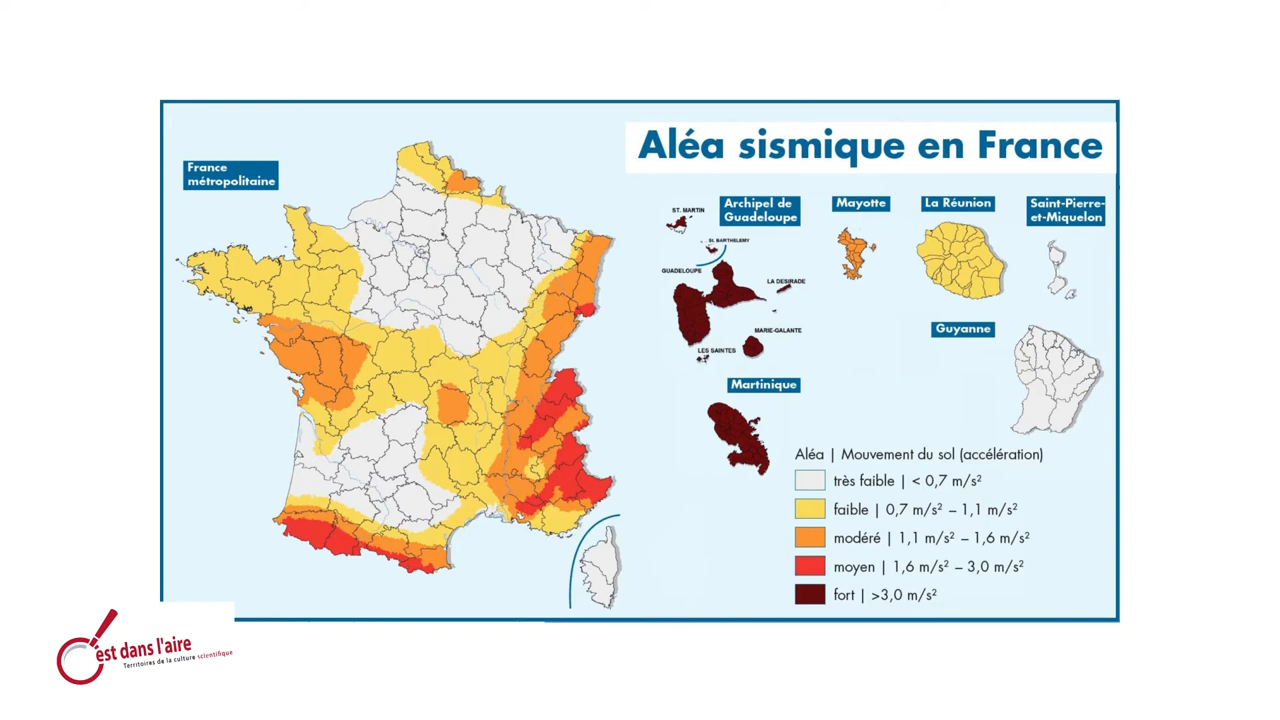 Aléa sismique en France
France
métropolitaine
Archipel de
Guadeloupe
Mayotte
La Réunion
Saint-Pierre-
et-Miquelon
ST. MARTIN
St. BARTHELEMY
GUADELOUPE
LA DESIRADE
MARIE-GALANTE
LES SAINTES
Guyanne
Martinique
Aléa | Mouvement du sol (accélération)
très faible | < 0,7 m/s²
faible | 0,7 m/s² – 1,1 m/s²
modéré | 1,1 m/s² – 1,6 m/s²
moyen | 1,6 m/s² – 3,0 m/s²
fort | >3,0 m/s²
C'est dans l'aire
Territoires de la culture scientifique